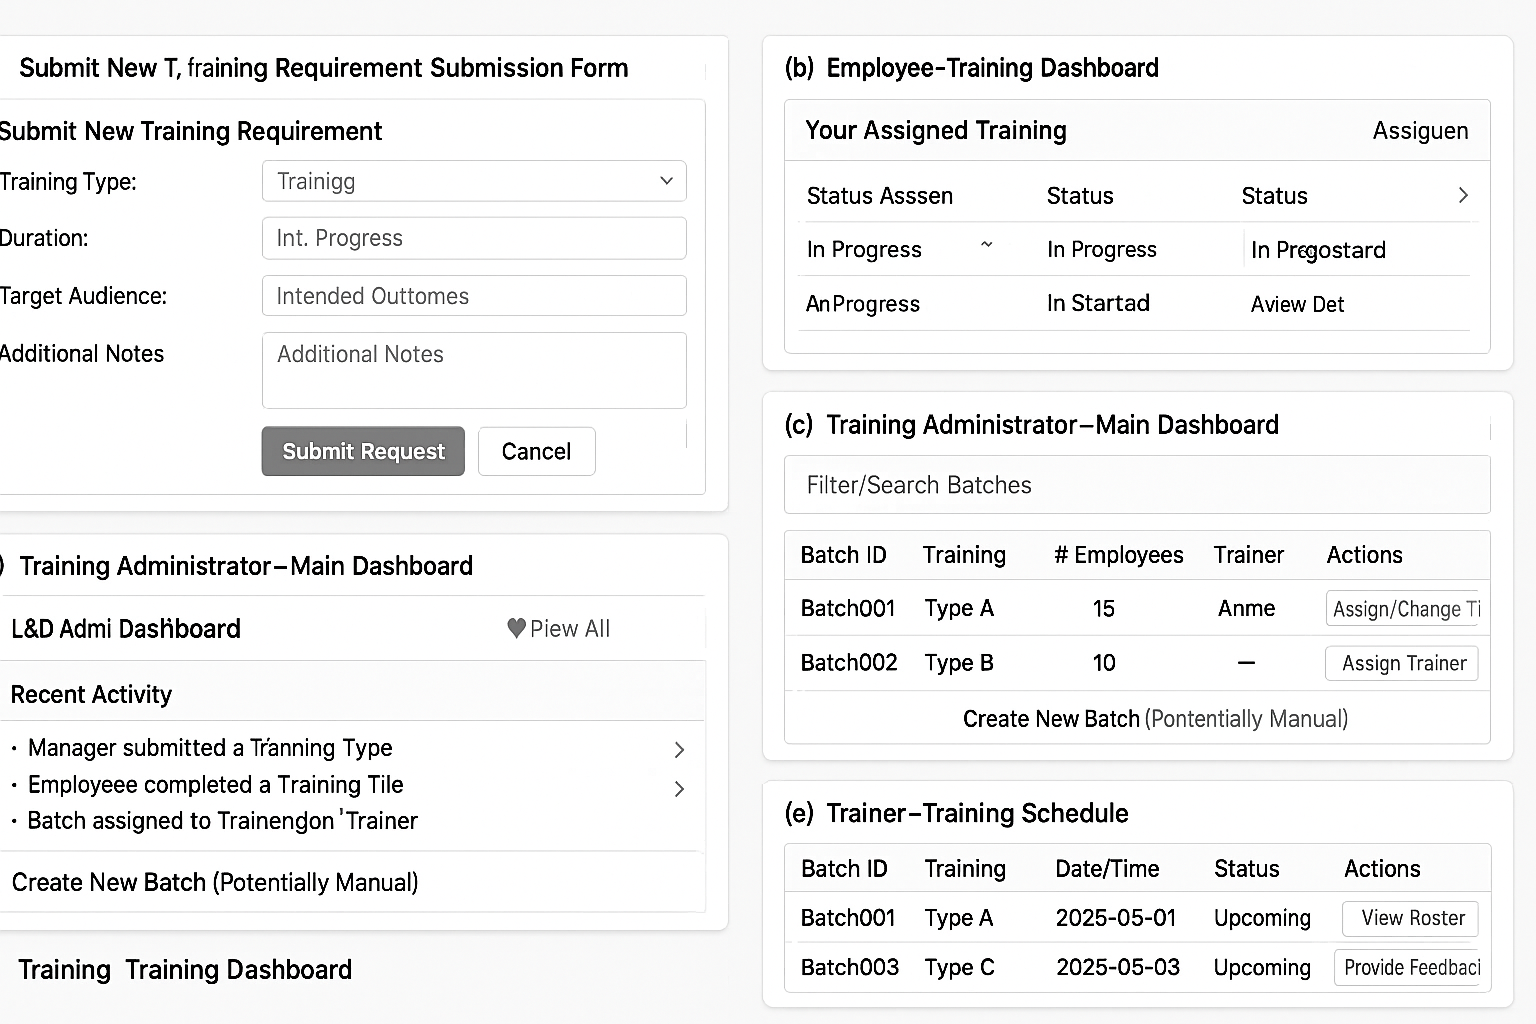 Submit New T, fraining Requirement Submission Form
Submit New Training Requirement
Training Type: Trainigg
Duration: Int. Progress
Target Audience: Intended Outtomes
Additional Notes Additional Notes
Submit Request Cancel
) Training Administrator–Main Dashboard
L&D Admi Dashboard ♥Piew All
Recent Activity
· Manager submitted a Tranning Type
· Employeee completed a Training Tile
· Batch assigned to Trainengon 'Trainer
Create New Batch (Potentially Manual)
Training Training Dashboard
(b) Employee-Training Dashboard
Your Assigned Training Assiguen
Status Asssen Status Status
In Progress In Progress In Pregostard
AnProgress In Startad Aview Det
(c) Training Administrator–Main Dashboard
Filter/Search Batches
Batch ID Training # Employees Trainer Actions
Batch001 Type A 15 Anme Assign/Change Ti
Batch002 Type B 10 — Assign Trainer
Create New Batch (Pontentially Manual)
(e) Trainer–Training Schedule
Batch ID Training Date/Time Status Actions
Batch001 Type A 2025-05-01 Upcoming View Roster
Batch003 Type C 2025-05-03 Upcoming Provide Feedbaci